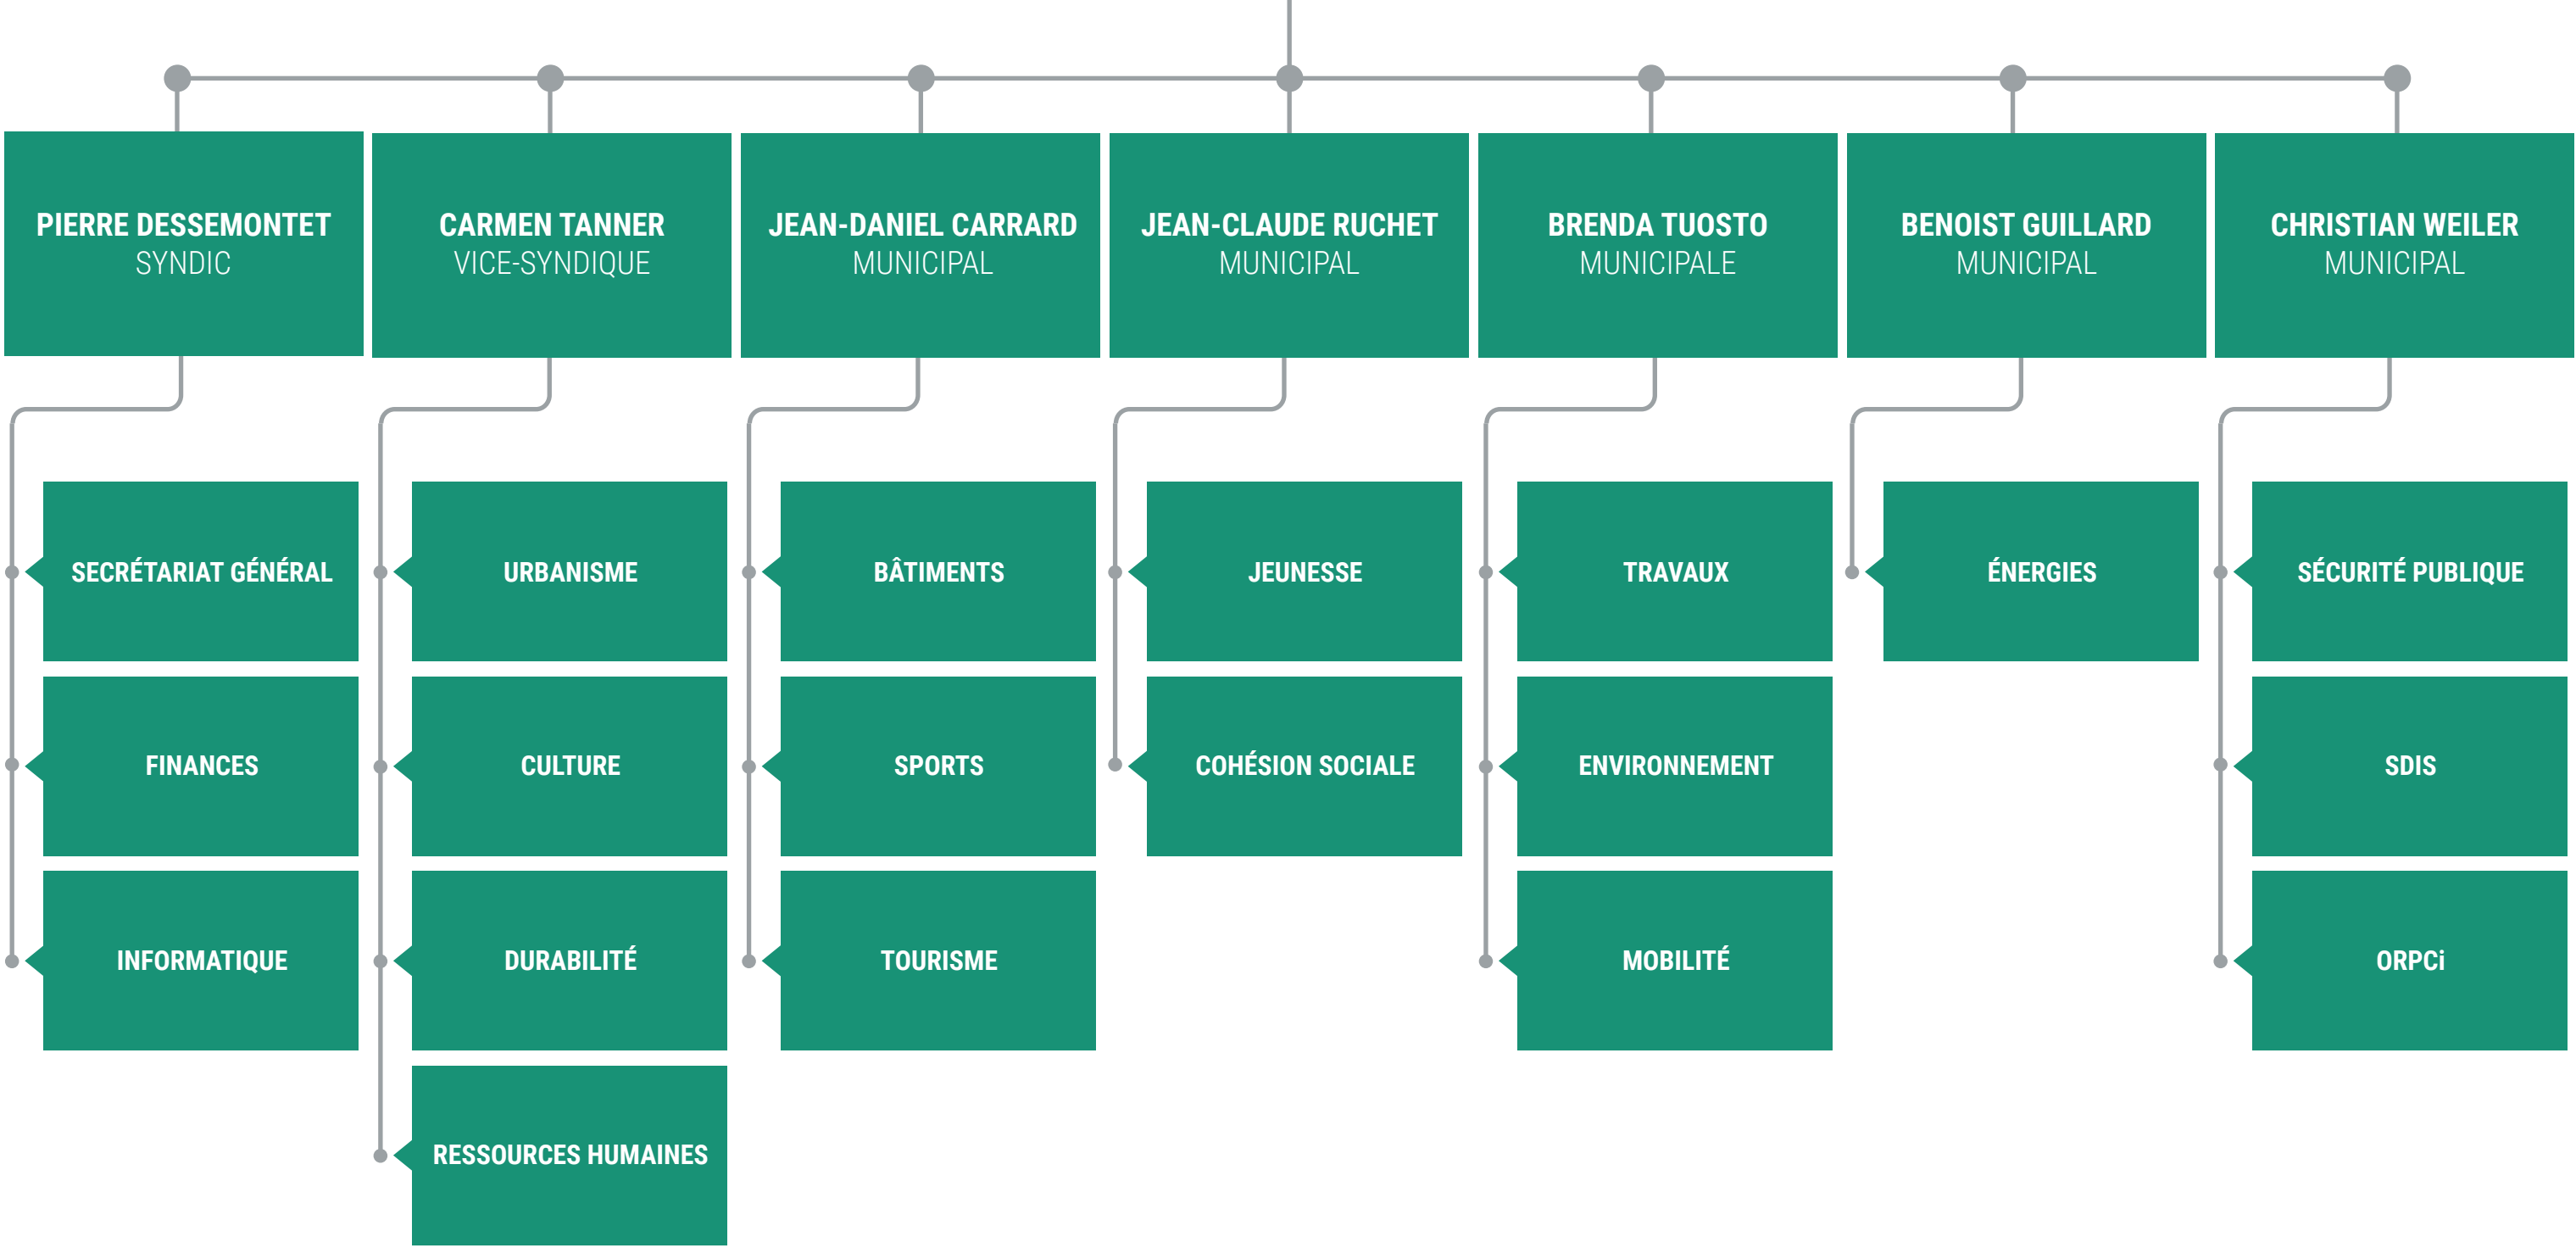 PIERRE DESSEMONTET
SYNDIC
CARMEN TANNER
VICE-SYNDIQUE
JEAN-DANIEL CARRARD
MUNICIPAL
JEAN-CLAUDE RUCHET
MUNICIPAL
BRENDA TUOSTO
MUNICIPALE
BENOIST GUILLARD
MUNICIPAL
CHRISTIAN WEILER
MUNICIPAL
SECRÉTARIAT GÉNÉRAL
FINANCES
INFORMATIQUE
URBANISME
CULTURE
DURABILITÉ
RESSOURCES HUMAINES
BÂTIMENTS
SPORTS
TOURISME
JEUNESSE
COHÉSION SOCIALE
TRAVAUX
ENVIRONNEMENT
MOBILITÉ
ÉNERGIES
SÉCURITÉ PUBLIQUE
SDIS
ORPCi